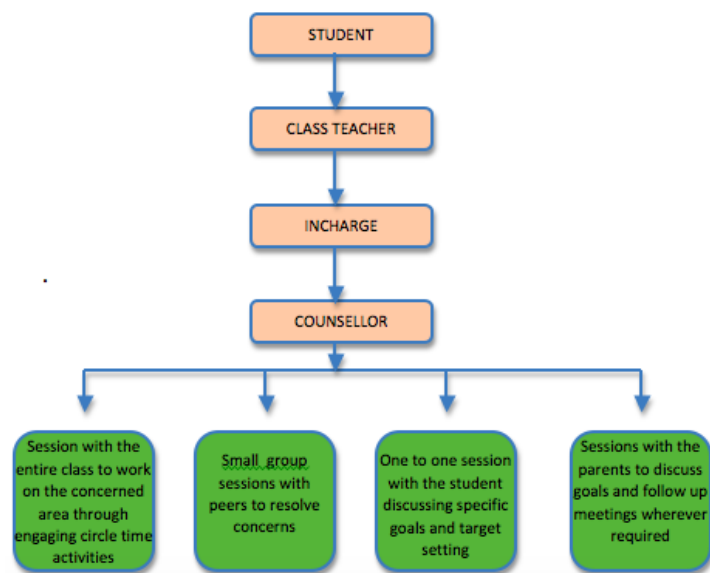 STUDENT
CLASS TEACHER
INCHARGE
COUNSELLOR
Session with the
entire class to work
on the concerned
area through
engaging circle time
activities
Small group
sessions with
peers to resolve
concerns
One to one session
with the student
discussing specific
goals and target
setting
Sessions with the
parents to discuss
goals and follow up
meetings wherever
required